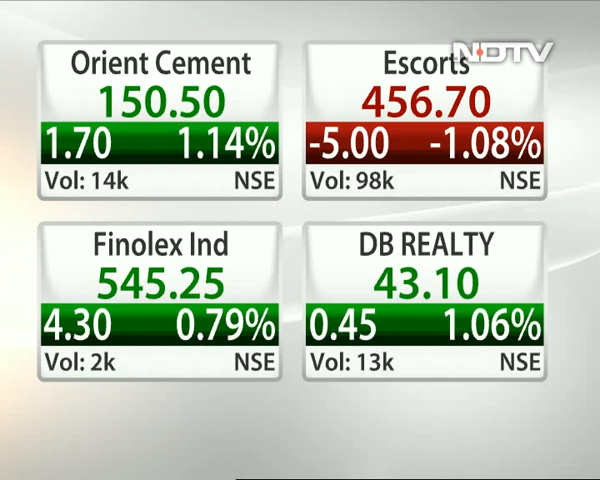 NDTV
Orient Cement
150.50
1.70 1.14%
Vol: 14k NSE
Escorts
456.70
-5.00 -1.08%
Vol: 98k NSE
Finolex Ind
545.25
4.30 0.79%
Vol: 2k NSE
DB REALTY
43.10
0.45 1.06%
Vol: 13k NSE